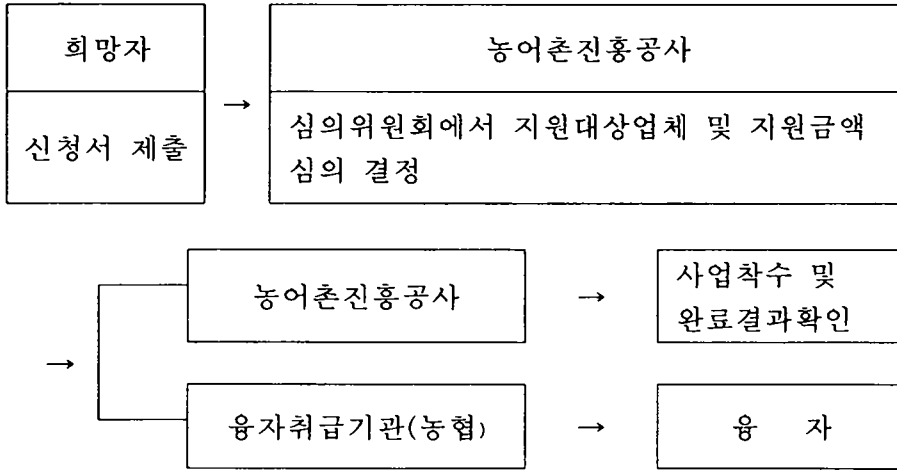 희망자
신청서 제출
→
농어촌진흥공사
심의위원회에서 지원대상업체 및 지원금액
심의 결정
→
농어촌진흥공사
→
사업착수 및
완료결과확인
융자취급기관(농협)
→
융 자